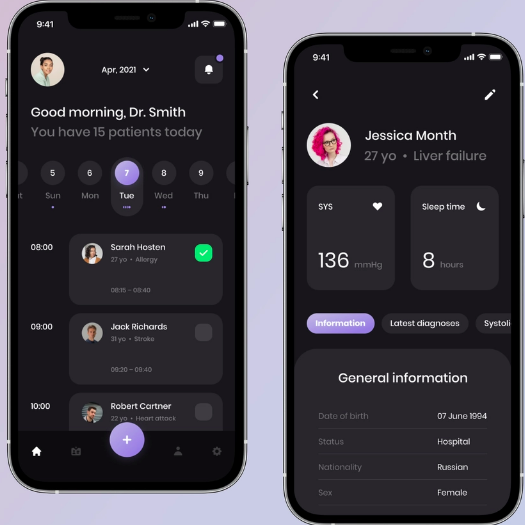 9:41
Apr, 2021
Good morning, Dr. Smith
You have 15 patients today
5 6 7 8 9
Sun Mon Tue Wed Thu
08:00
Sarah Hosten
27 yo • Allergy
08:15 – 08:40
09:00
Jack Richards
31 yo • Stroke
09:20 – 09:40
10:00
Robert Cartner
22 yo • Heart attack
+
9:41
Jessica Month
27 yo • Liver failure
SYS
136 mmHg
Sleep time
8 hours
Information Latest diagnoses Systoli
General information
Date of birth 07 June 1994
Status Hospital
Nationality Russian
Sex Female